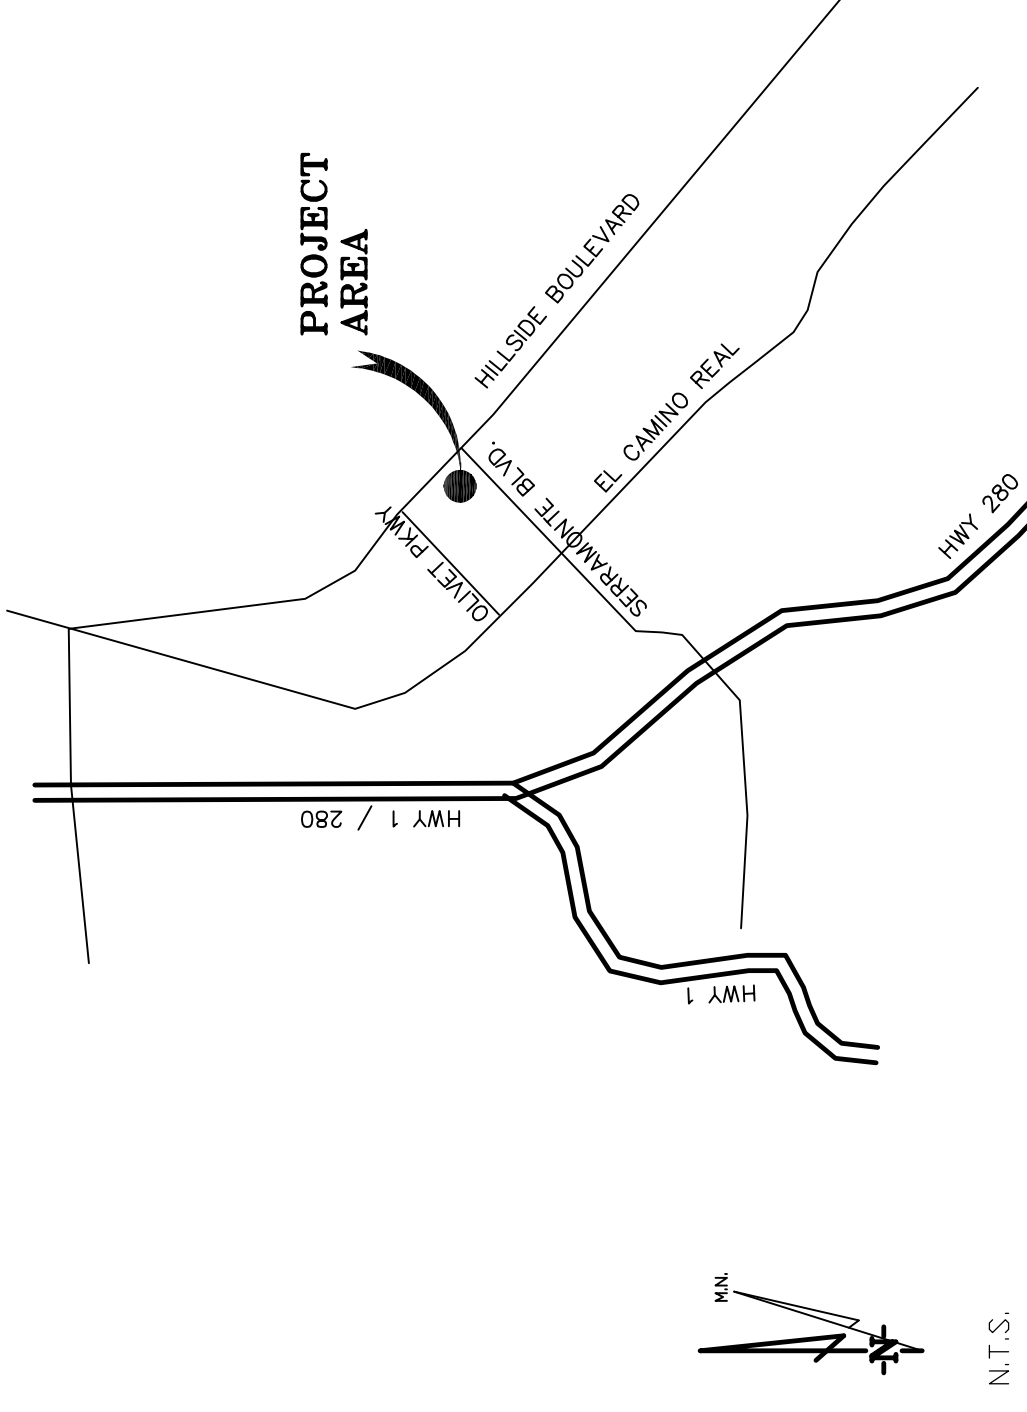 PROJECT
AREA
HILLSIDE BOULEVARD
EL CAMINO REAL
SERRAMONTE BLVD.
OLIVET PKWY
HWY 280
HWY 1 / 280
HWY 1
M.N.
-N-
N.T.S.